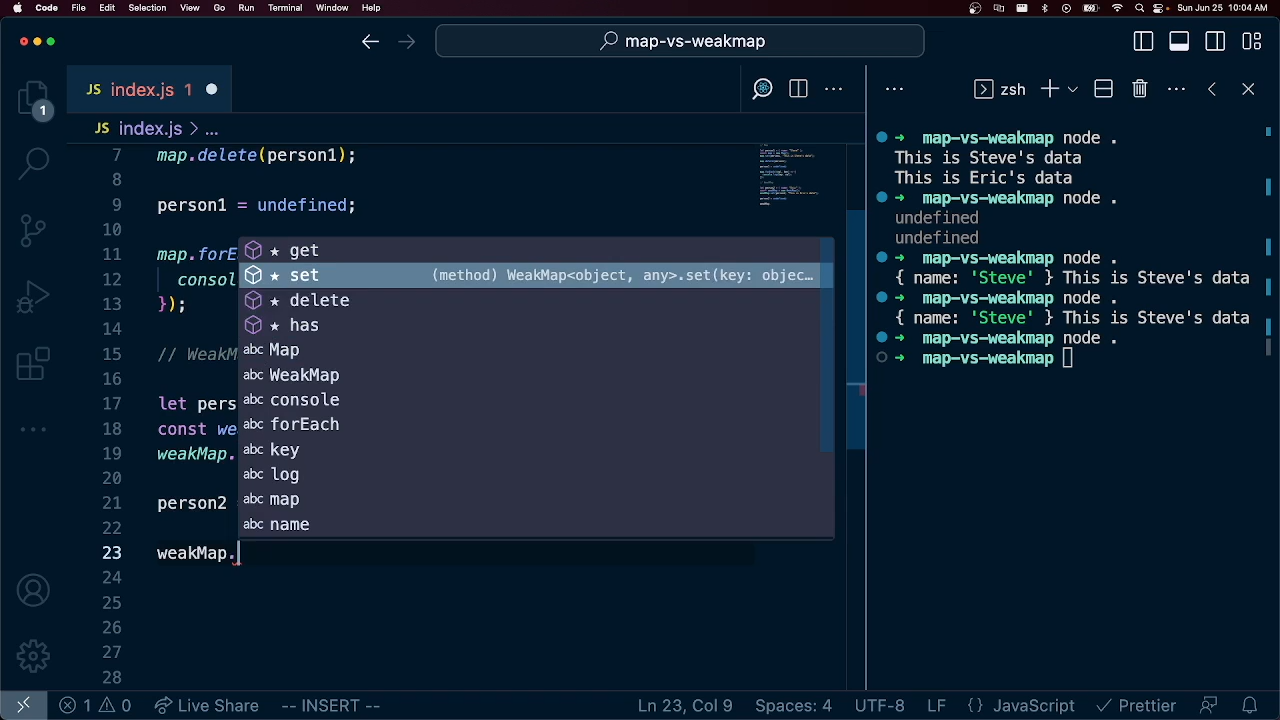 Code File Edit Selection View Go Run Terminal Window Help Sun Jun 25 10:04 AM
map-vs-weakmap
1
JS index.js 1
JS index.js > ...
7 map.delete(person1);
8
9 person1 = undefined;
10
11 map.forE
12 consol
13 });
14
15 // WeakM
16
17 let pers
18 const we
19 weakMap.
20
21 person2
22
23 weakMap.
24
25
26
27
28
★ get
★ set (method) WeakMap<object, any>.set(key: objec…
★ delete
★ has
abc Map
abc WeakMap
abc console
abc forEach
abc key
abc log
abc map
abc name
zsh
➜ map-vs-weakmap node .
This is Steve's data
This is Eric's data
➜ map-vs-weakmap node .
undefined
undefined
➜ map-vs-weakmap node .
{ name: 'Steve' } This is Steve's data
➜ map-vs-weakmap node .
{ name: 'Steve' } This is Steve's data
➜ map-vs-weakmap node .
➜ map-vs-weakmap
1 0 Live Share -- INSERT -- Ln 23, Col 9 Spaces: 4 UTF-8 LF {} JavaScript Prettier